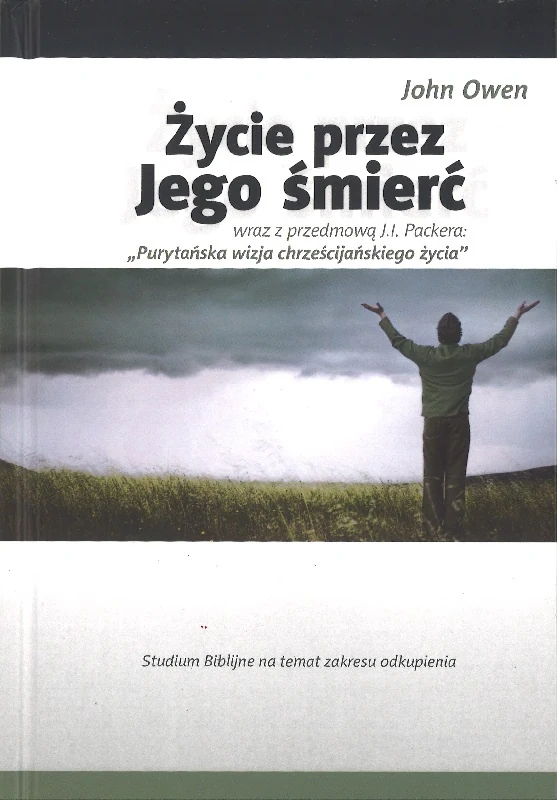 John Owen
Życie przez
Jego śmierć
wraz z przedmową J.I. Packera:
„Purytańska wizja chrześcijańskiego życia”
Studium Biblijne na temat zakresu odkupienia